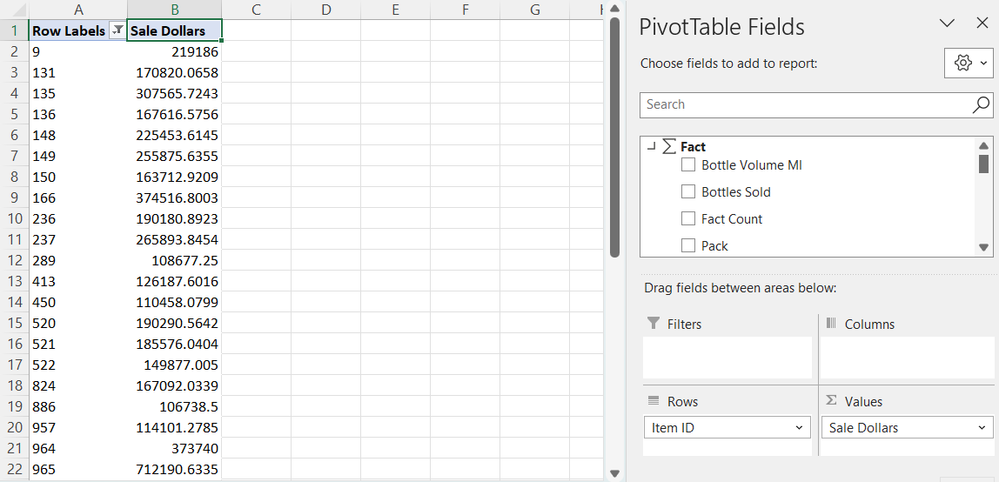 A B C D E F G
1 Row Labels Sale Dollars
2 9 219186
3 131 170820.0658
4 135 307565.7243
5 136 167616.5756
6 148 225453.6145
7 149 255875.6355
8 150 163712.9209
9 166 374516.8003
10 236 190180.8923
11 237 265893.8454
12 289 108677.25
13 413 126187.6016
14 450 110458.0799
15 520 190290.5642
16 521 185576.0404
17 522 149877.005
18 824 167092.0339
19 886 106738.5
20 957 114101.2785
21 964 373740
22 965 712190.6335
PivotTable Fields
Choose fields to add to report:
Search
Σ Fact
Bottle Volume Ml
Bottles Sold
Fact Count
Pack
Drag fields between areas below:
Filters
Columns
Rows
Σ Values
Item ID
Sale Dollars